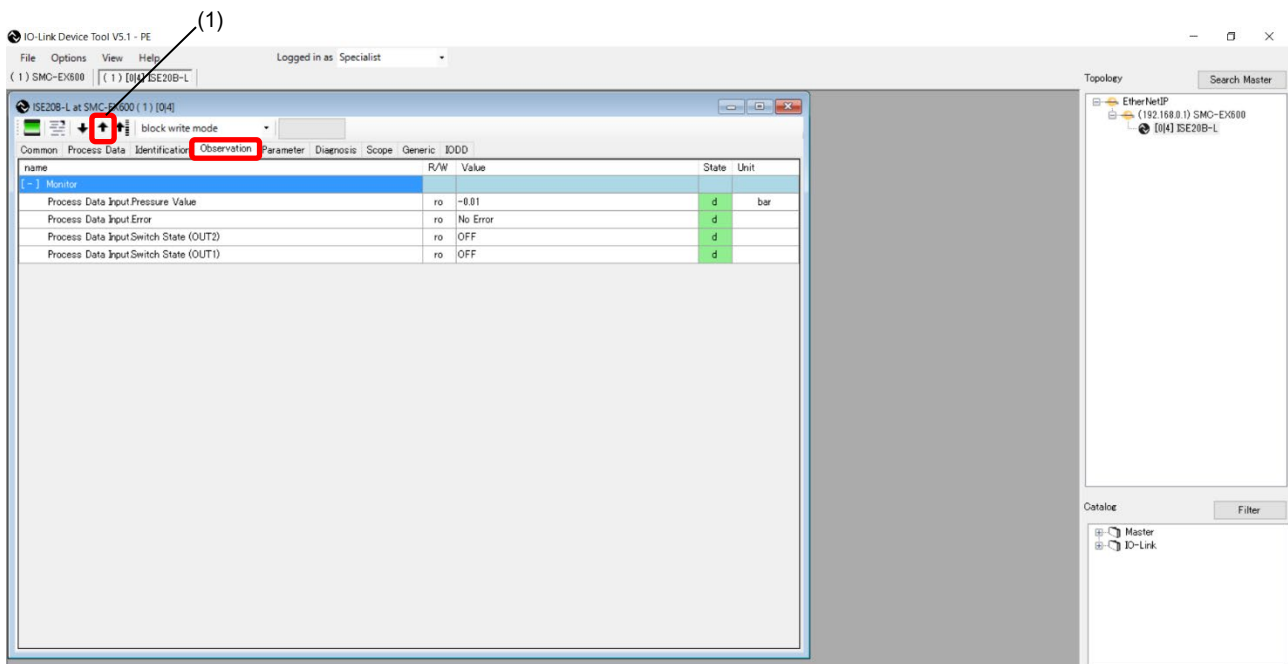 (1)
IO-Link Device Tool V5.1 - PE
File Options View Help Logged in as Specialist
(1) SMC-EX600 (1) [0|4] ISE20B-L
Topology Search Master
ISE20B-L at SMC-EX600 (1) [0|4]
EtherNetIP
(192.168.0.1) SMC-EX600
[0|4] ISE20B-L
block write mode
Common Process Data Identification Observation Parameter Diagnosis Scope Generic IODD
name R/W Value State Unit
[-] Monitor
Process Data Input.Pressure Value ro -0.01 d bar
Process Data Input.Error ro No Error d
Process Data Input.Switch State (OUT2) ro OFF d
Process Data Input.Switch State (OUT1) ro OFF d
Catalog Filter
Master
IO-Link